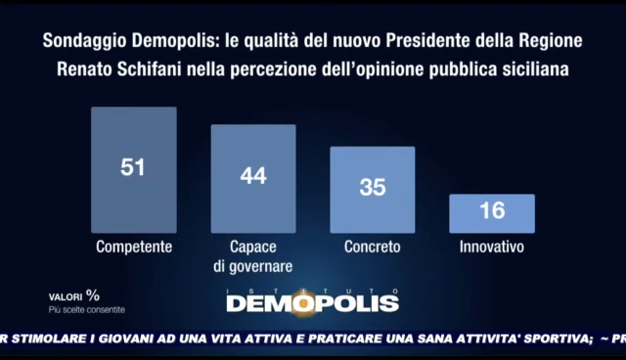 Sondaggio Demopolis: le qualità del nuovo Presidente della Regione
Renato Schifani nella percezione dell'opinione pubblica siciliana
51
44
35
16
Competente
Capace
di governare
Concreto
Innovativo
VALORI %
Più scelte consentite
ISTITUTO
DEMOPOLIS
R STIMOLARE I GIOVANI AD UNA VITA ATTIVA E PRATICARE UNA SANA ATTIVITA' SPORTIVA; ~ PR